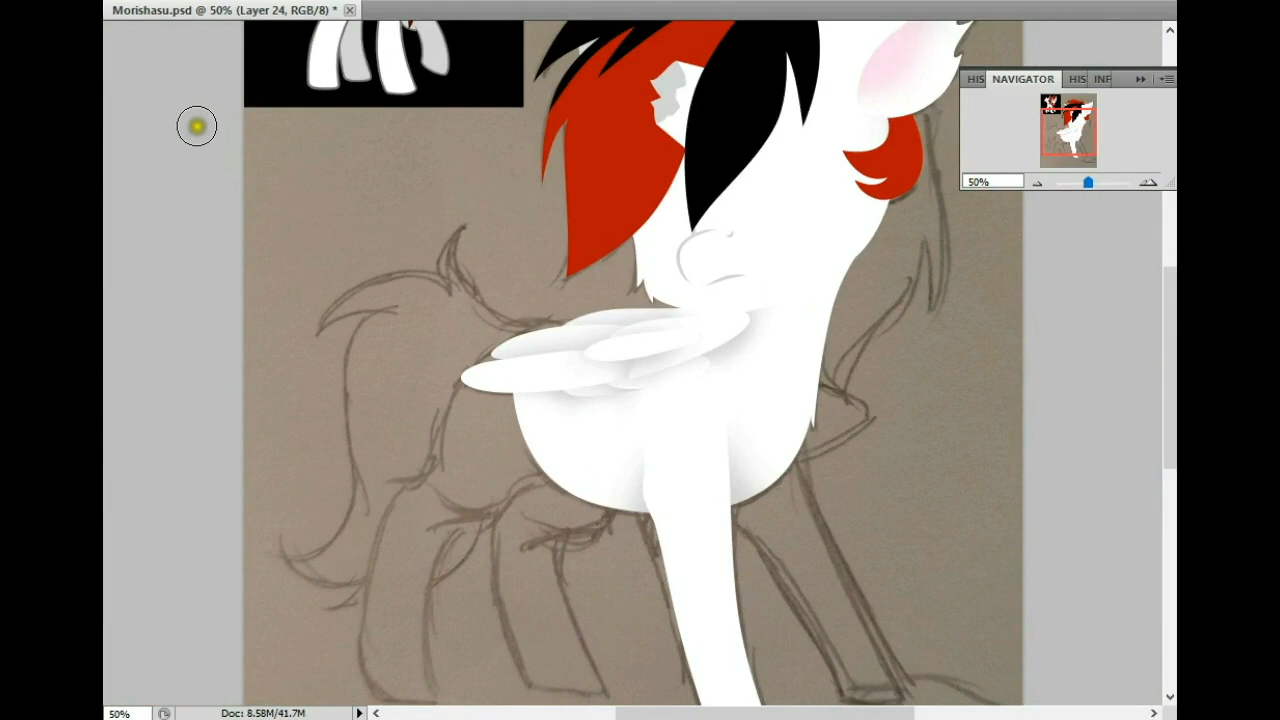 Morishasu.psd @ 50% (Layer 24, RGB/8) *
HIS NAVIGATOR HIS INF
50%
50% Doc: 8.58M/41.7M